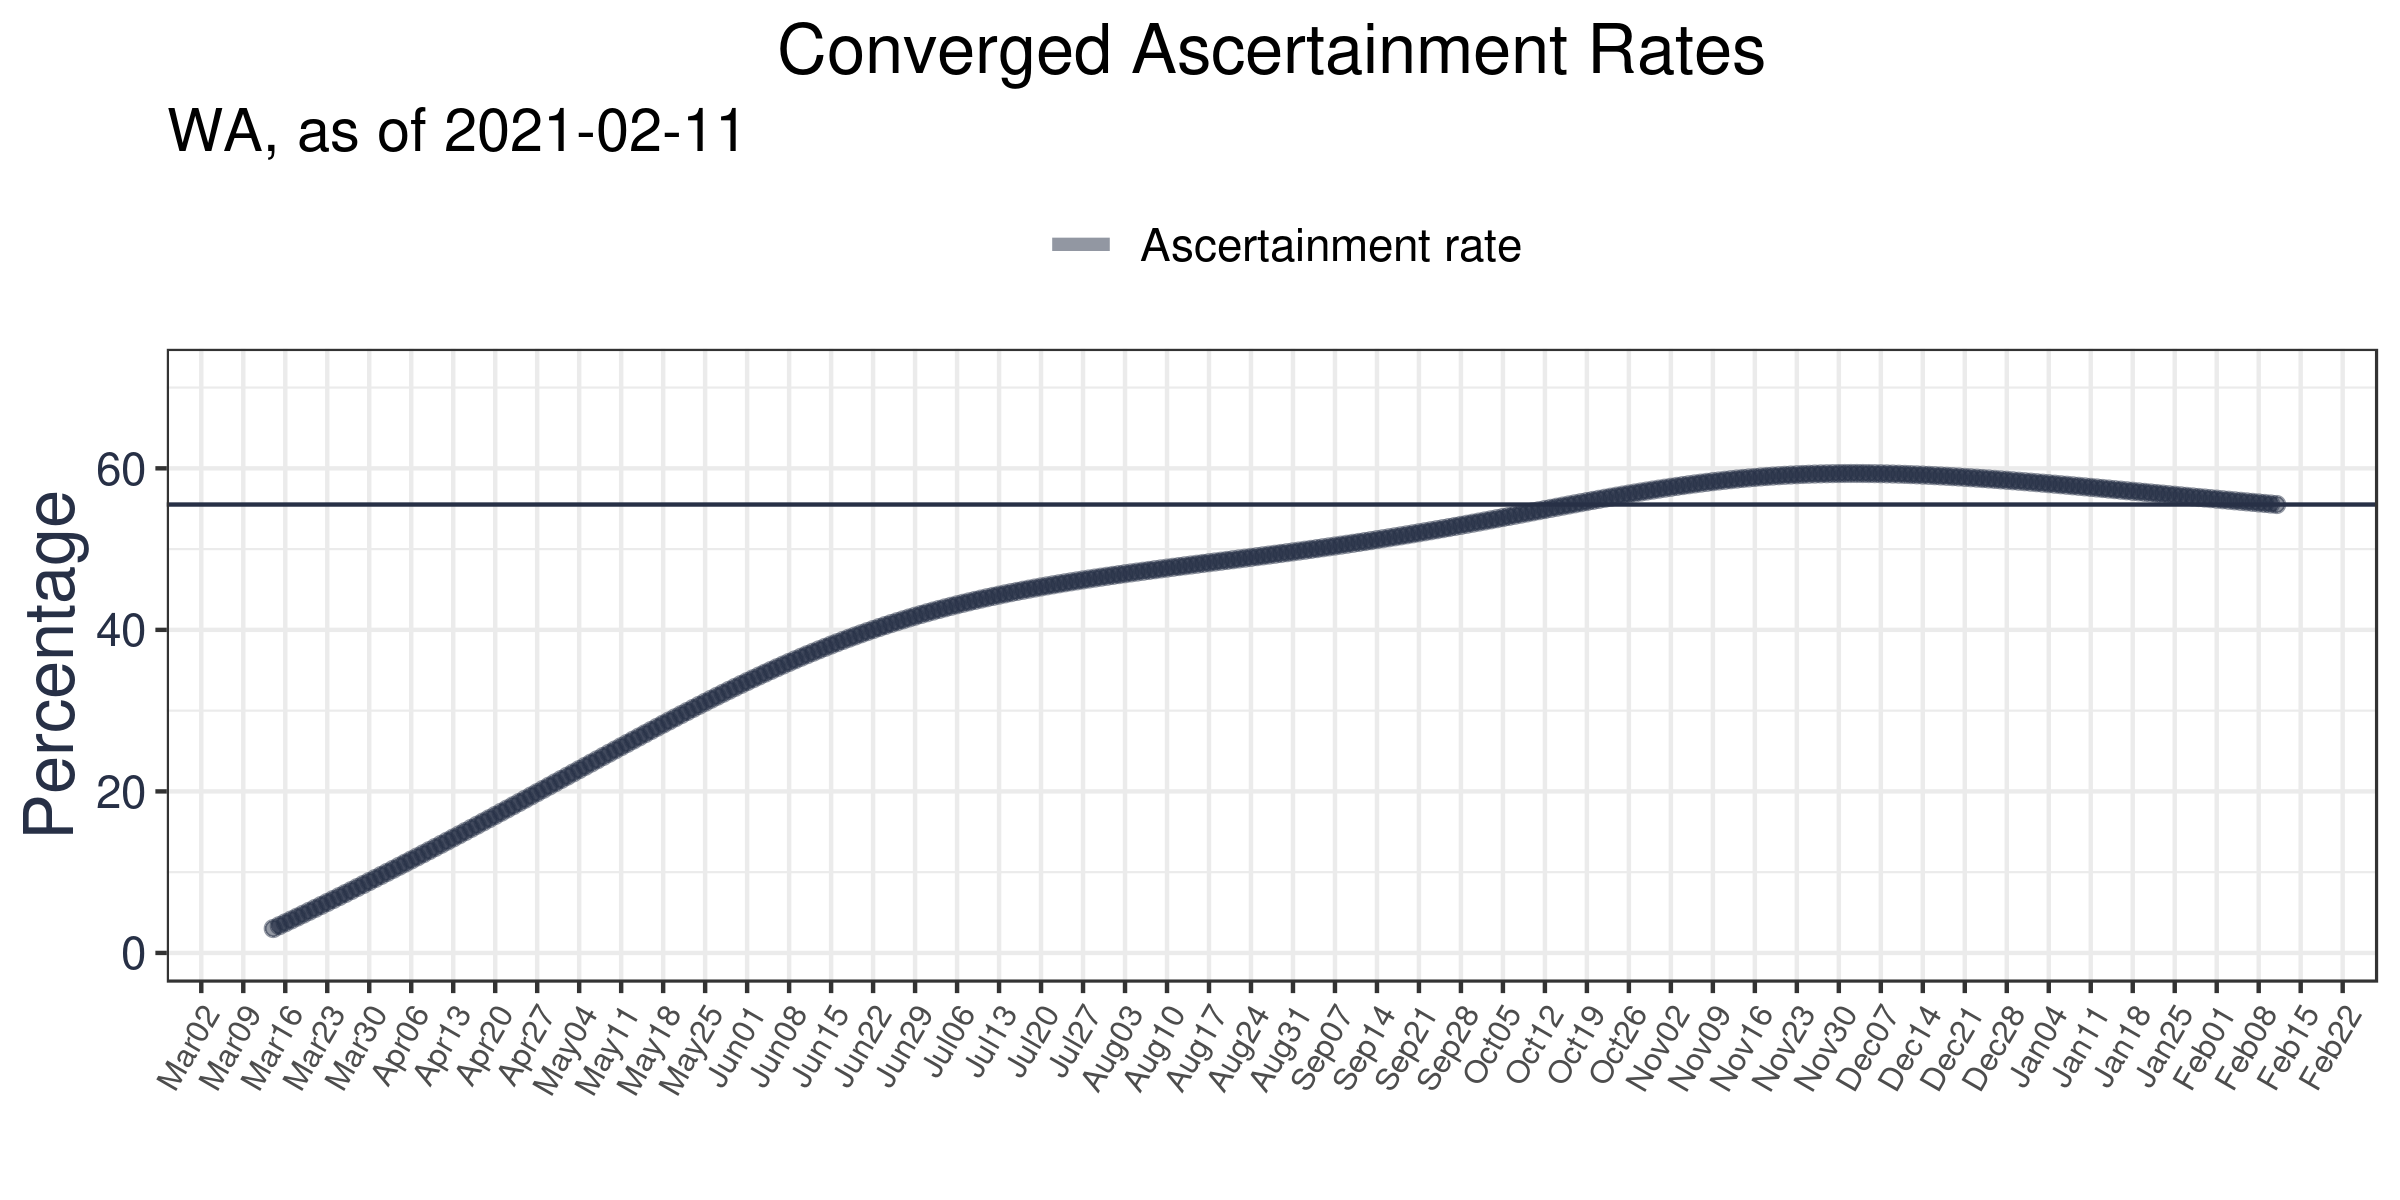 Converged Ascertainment Rates
WA, as of 2021-02-11
Ascertainment rate
Percentage
60
40
20
0
Mar02 Mar09 Mar16 Mar23 Mar30 Apr06 Apr13 Apr20 Apr27 May04 May11 May18 May25 Jun01 Jun08 Jun15 Jun22 Jun29 Jul06 Jul13 Jul20 Jul27 Aug03 Aug10 Aug17 Aug24 Aug31 Sep07 Sep14 Sep21 Sep28 Oct05 Oct12 Oct19 Oct26 Nov02 Nov09 Nov16 Nov23 Nov30 Dec07 Dec14 Dec21 Dec28 Jan04 Jan11 Jan18 Jan25 Feb01 Feb08 Feb15 Feb22